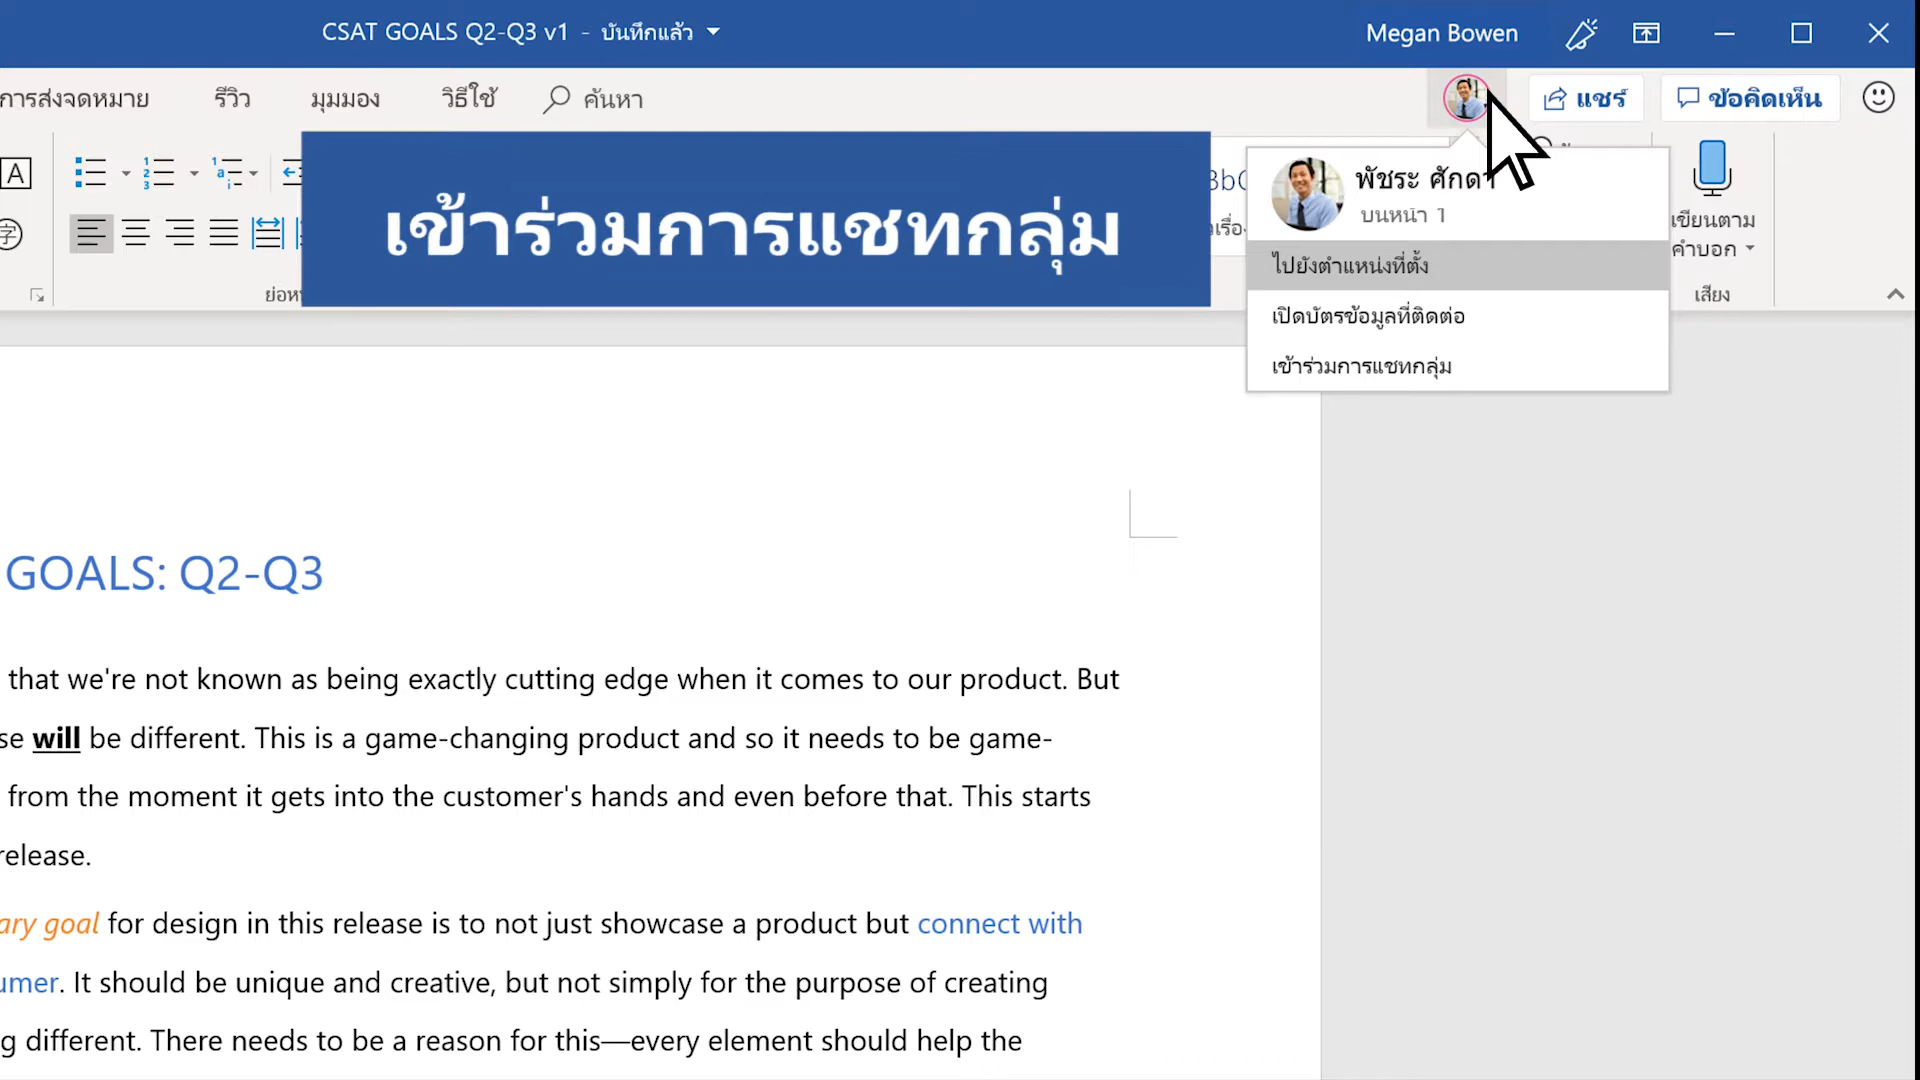 CSAT GOALS Q2-Q3 v1 - บันทึกแล้ว
Megan Bowen
การส่งจดหมาย รีวิว มุมมอง วิธีใช้ ค้นหา
แชร์ ข้อคิดเห็น
เข้าร่วมการแชทกลุ่ม
พัชระ ศักดา
บนหน้า 1
ไปยังตำแหน่งที่ตั้ง
เปิดบัตรข้อมูลที่ติดต่อ
เข้าร่วมการแชทกลุ่ม
เขียนตาม
คำบอก
เสียง
GOALS: Q2-Q3
that we're not known as being exactly cutting edge when it comes to our product. But
se will be different. This is a game-changing product and so it needs to be game-
from the moment it gets into the customer's hands and even before that. This starts
release.
ary goal for design in this release is to not just showcase a product but connect with
umer. It should be unique and creative, but not simply for the purpose of creating
g different. There needs to be a reason for this—every element should help the